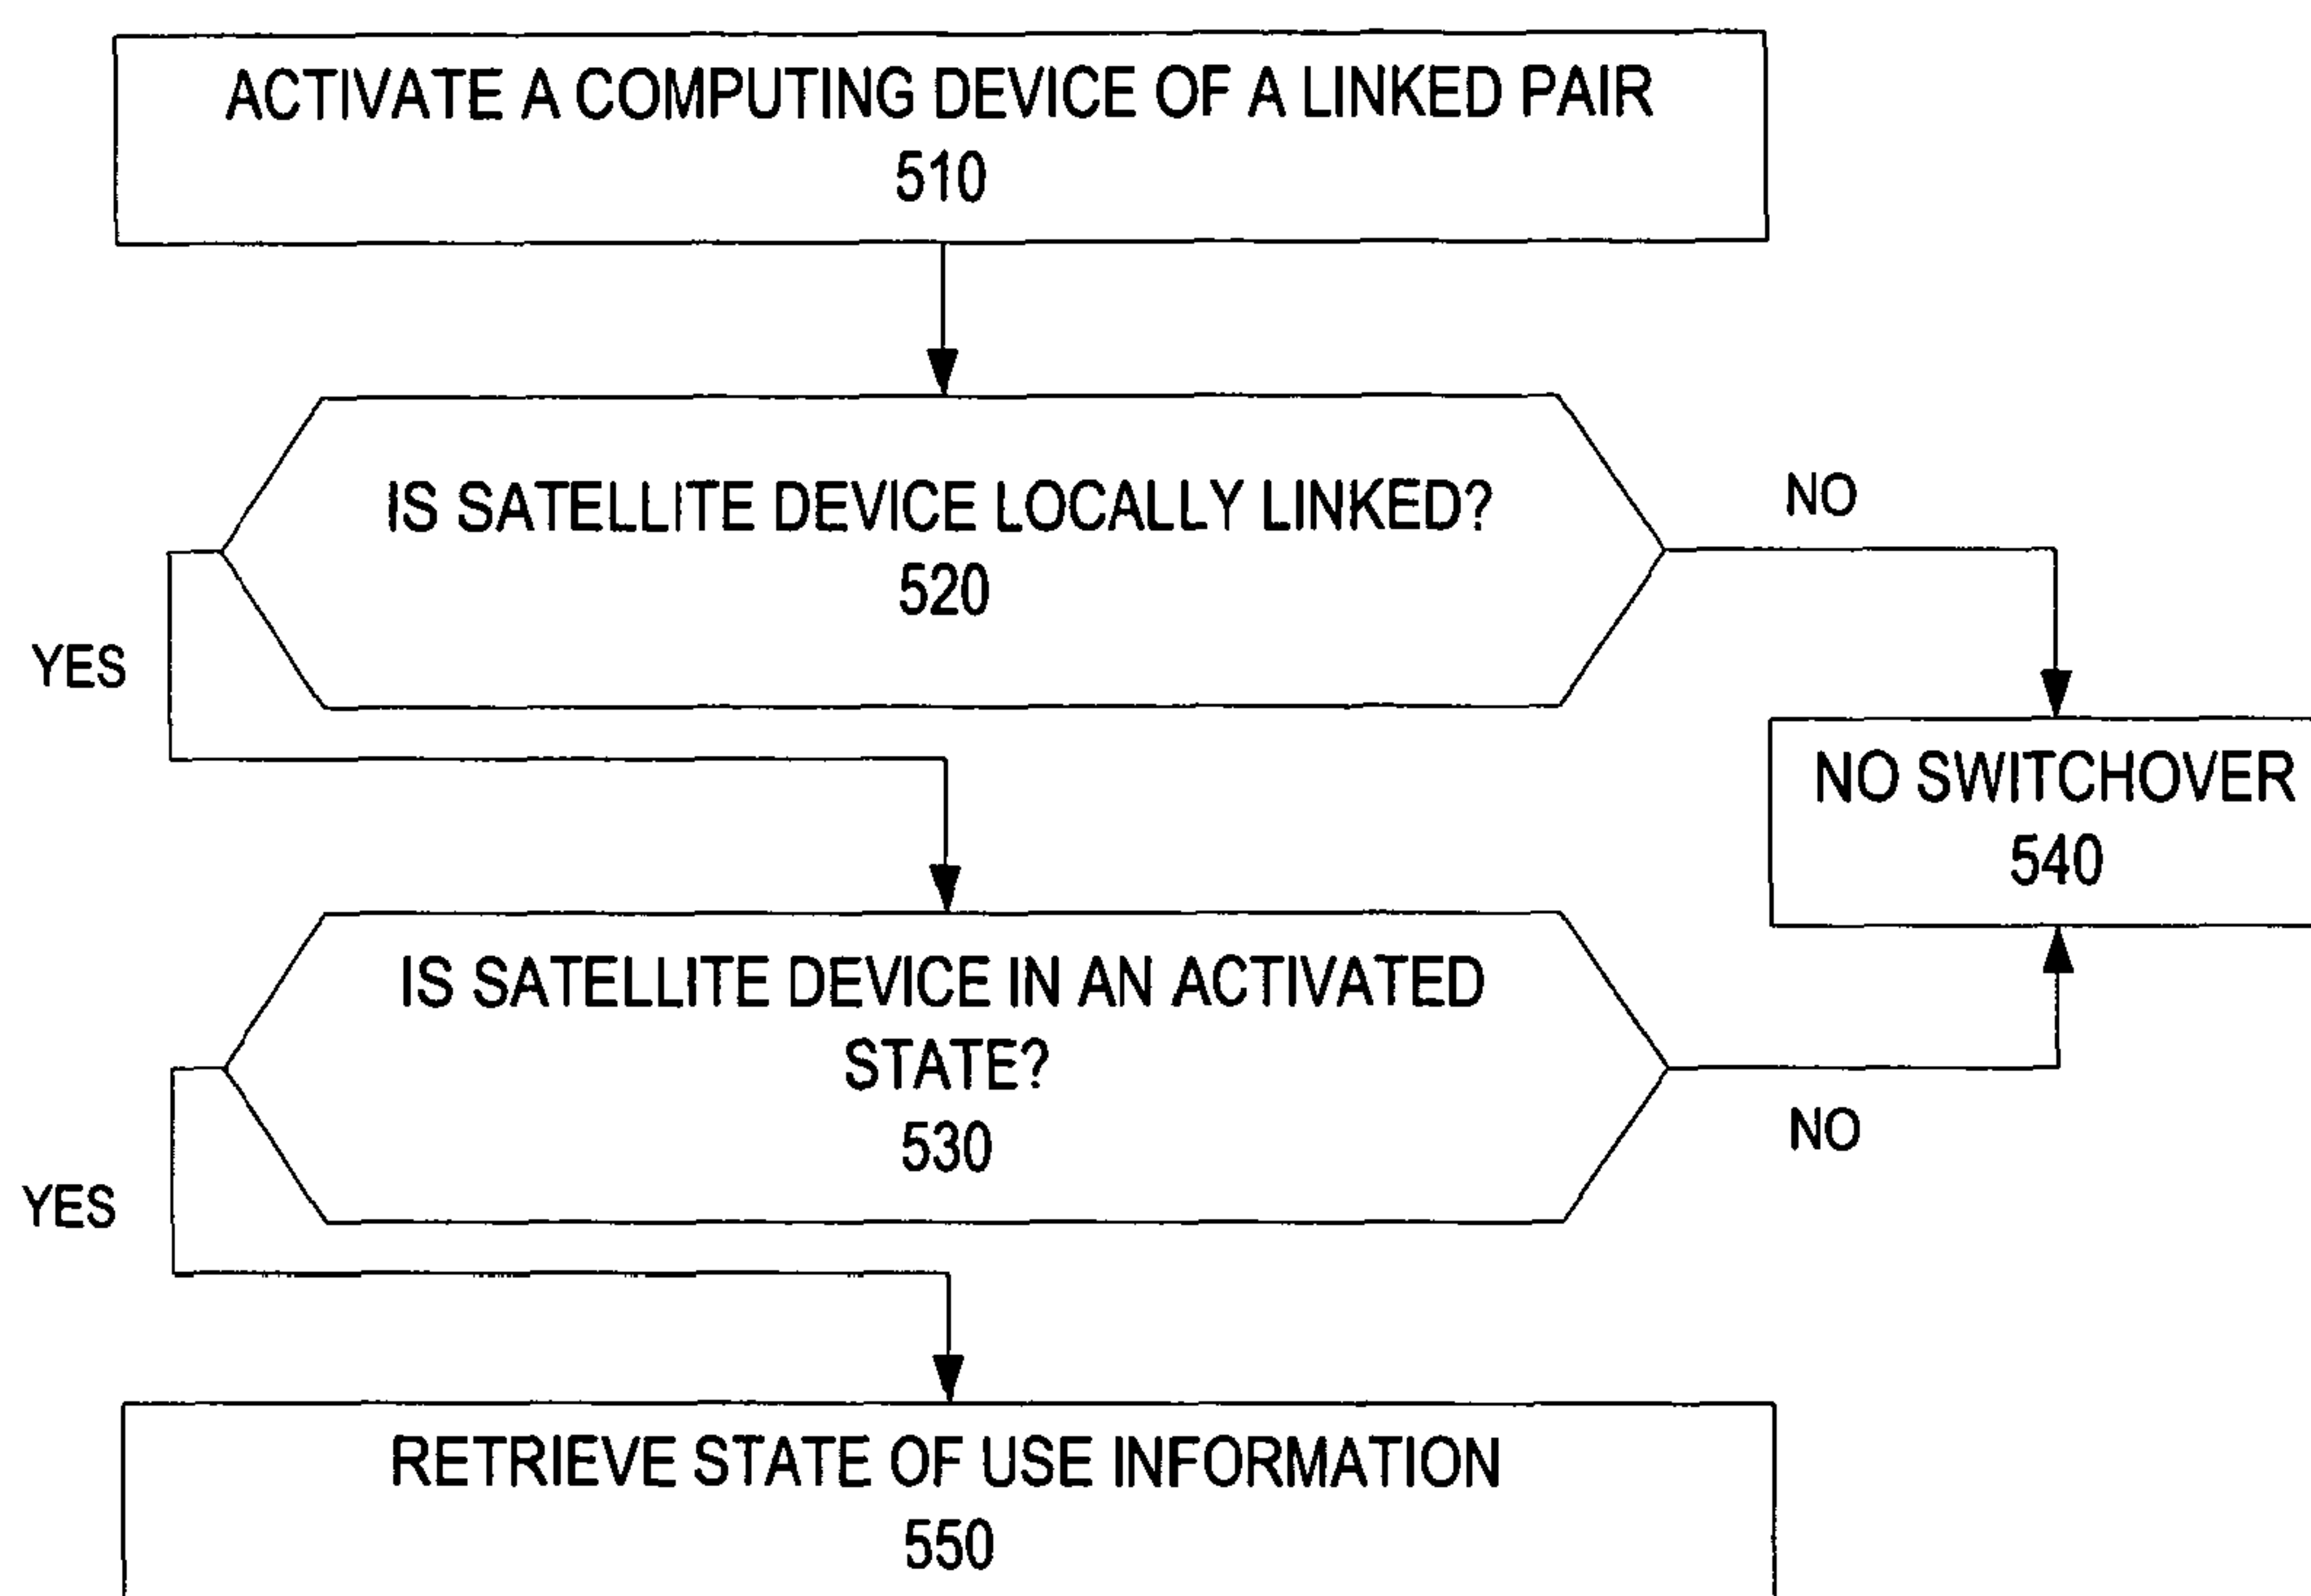 ACTIVATE A COMPUTING DEVICE OF A LINKED PAIR
510
IS SATELLITE DEVICE LOCALLY LINKED?
520
NO
YES
NO SWITCHOVER
540
IS SATELLITE DEVICE IN AN ACTIVATED
STATE?
530
NO
YES
RETRIEVE STATE OF USE INFORMATION
550